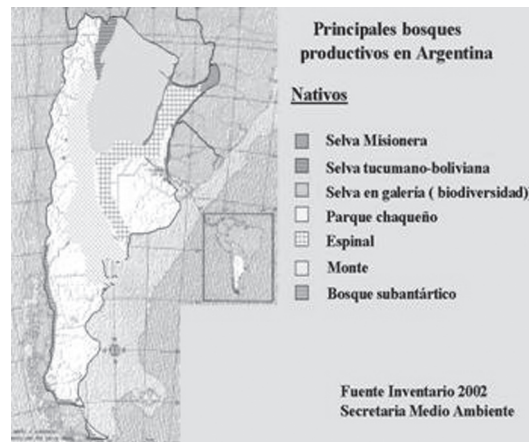 Principales bosques
productivos en Argentina
Nativos
Selva Misionera
Selva tucumano-boliviana
Selva en galería ( biodiversidad)
Parque chaqueño
Espinal
Monte
Bosque subantártico
Fuente Inventario 2002
Secretaria Medio Ambiente